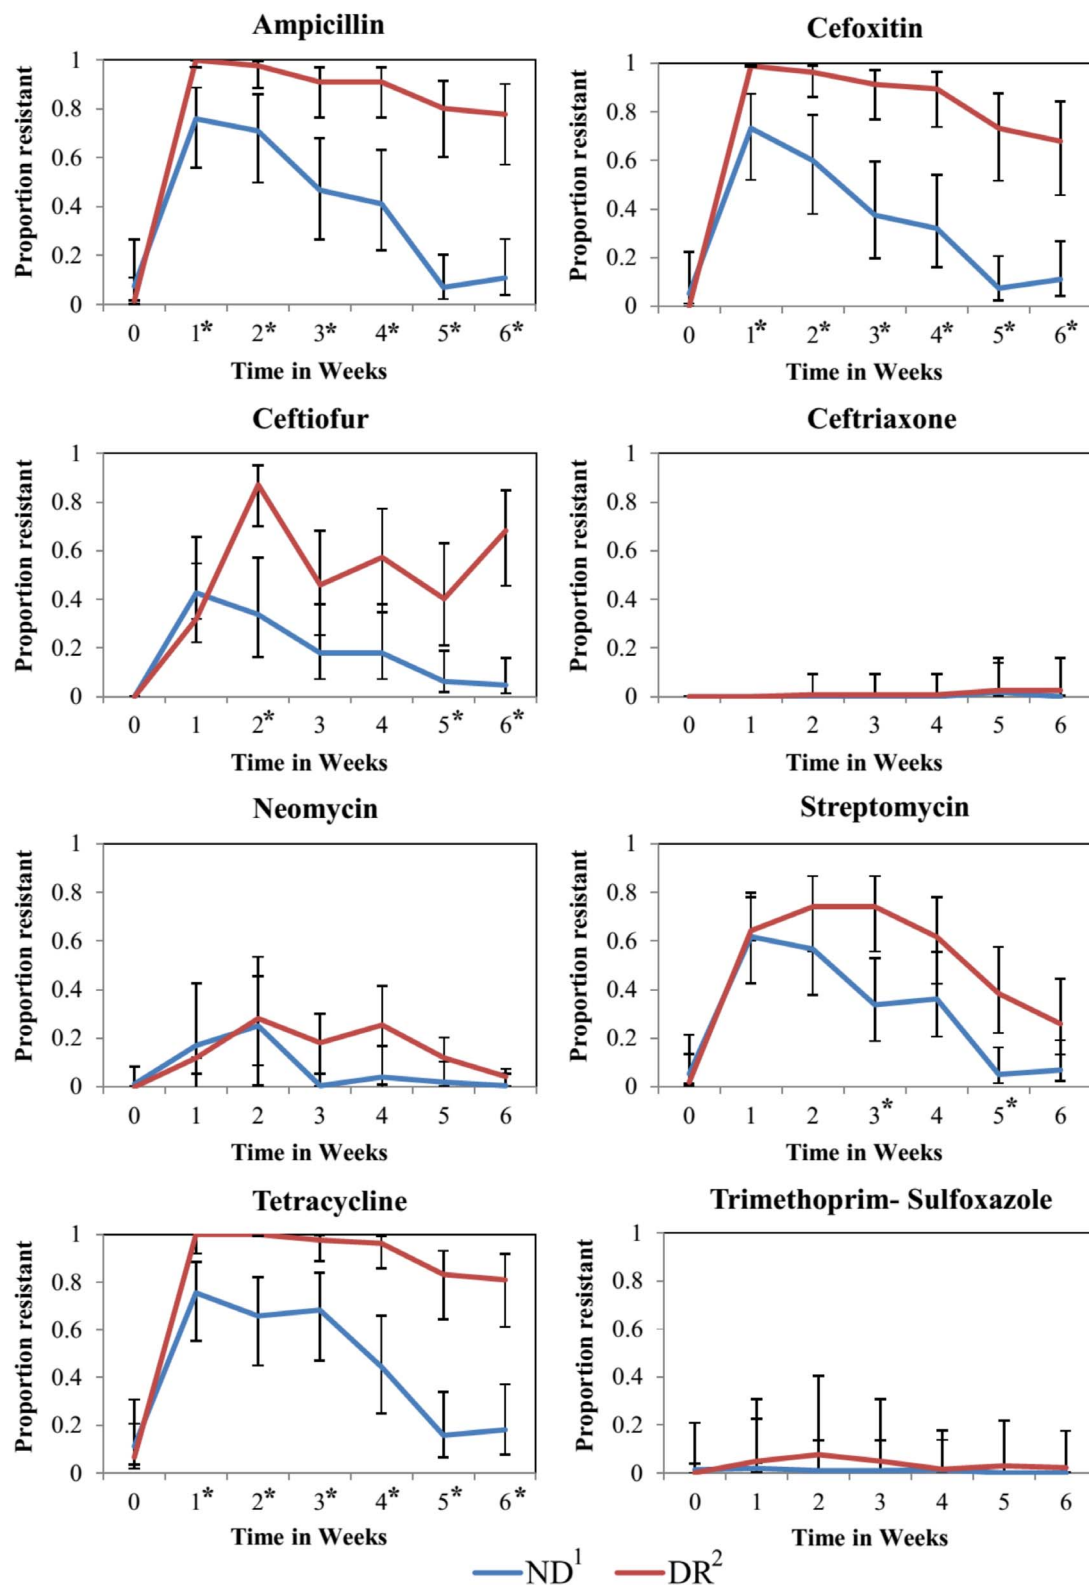 Ampicillin
Proportion resistant
1
0.8
0.6
0.4
0.2
0
0 1* 2* 3* 4* 5* 6*
Time in Weeks
Cefoxitin
Proportion resistant
1
0.8
0.6
0.4
0.2
0
0 1* 2* 3* 4* 5* 6*
Time in Weeks
Ceftiofur
Proportion resistant
1
0.8
0.6
0.4
0.2
0
0 1 2* 3 4 5* 6*
Time in Weeks
Ceftriaxone
Proportion resistant
1
0.8
0.6
0.4
0.2
0
0 1 2 3 4 5 6
Time in Weeks
Neomycin
Proportion resistant
1
0.8
0.6
0.4
0.2
0
0 1 2 3 4 5 6
Time in Weeks
Streptomycin
Proportion resistant
1
0.8
0.6
0.4
0.2
0
0 1 2 3* 4 5* 6
Time in Weeks
Tetracycline
Proportion resistant
1
0.8
0.6
0.4
0.2
0
0 1* 2* 3* 4* 5* 6*
Time in Weeks
Trimethoprim- Sulfoxazole
Proportion resistant
1
0.8
0.6
0.4
0.2
0
0 1 2 3 4 5 6
Time in Weeks
ND¹ DR²